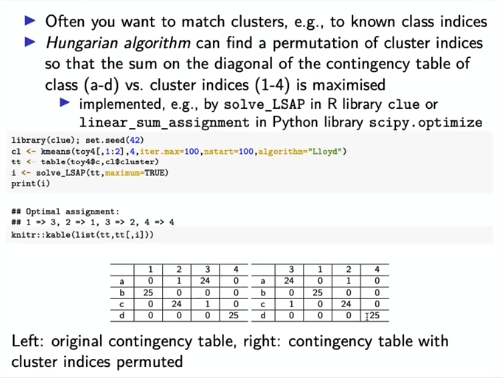 ▶ Often you want to match clusters, e.g., to known class indices
▶ Hungarian algorithm can find a permutation of cluster indices
so that the sum on the diagonal of the contingency table of
class (a-d) vs. cluster indices (1-4) is maximised
▶ implemented, e.g., by solve_LSAP in R library clue or
linear_sum_assignment in Python library scipy.optimize
library(clue); set.seed(42)
cl <- kmeans(toy4[,1:2],4,iter.max=100,nstart=100,algorithm="Lloyd")
tt <- table(toy4$c,cl$cluster)
i <- solve_LSAP(tt,maximum=TRUE)
print(i)
## Optimal assignment:
## 1 => 3, 2 => 1, 3 => 2, 4 => 4
knitr::kable(list(tt,tt[,i]))
1 2 3 4 3 1 2 4
a 0 1 24 0 a 24 0 1 0
b 25 0 0 0 b 0 25 0 0
c 0 24 1 0 c 1 0 24 0
d 0 0 0 25 d 0 0 0 25
Left: original contingency table, right: contingency table with
cluster indices permuted